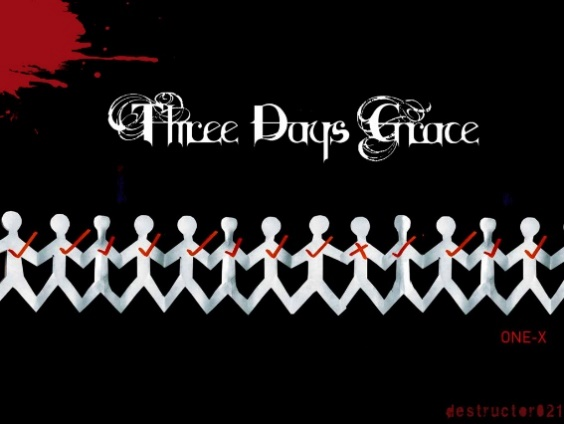 Three Days Grace
ONE-X
destructor021